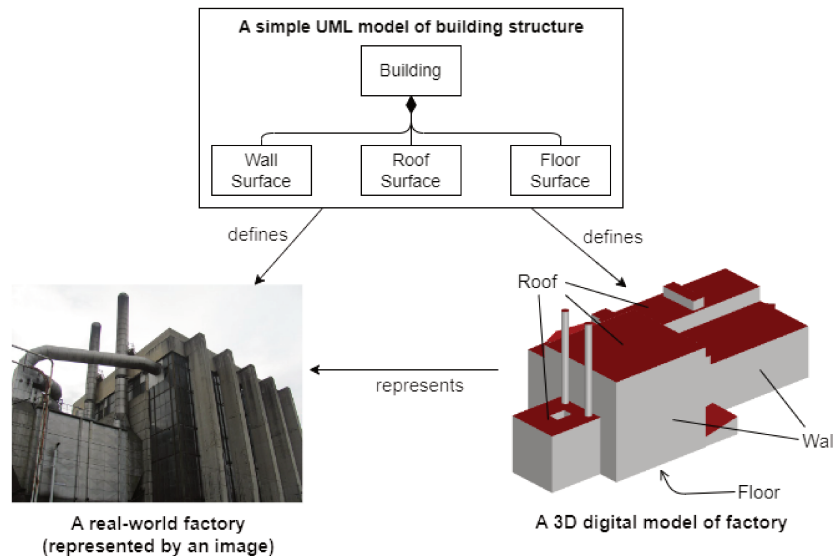 A simple UML model of building structure
Building
Wall
Surface
Roof
Surface
Floor
Surface
defines
defines
Roof
represents
Wal
Floor
A real-world factory
(represented by an image)
A 3D digital model of factory